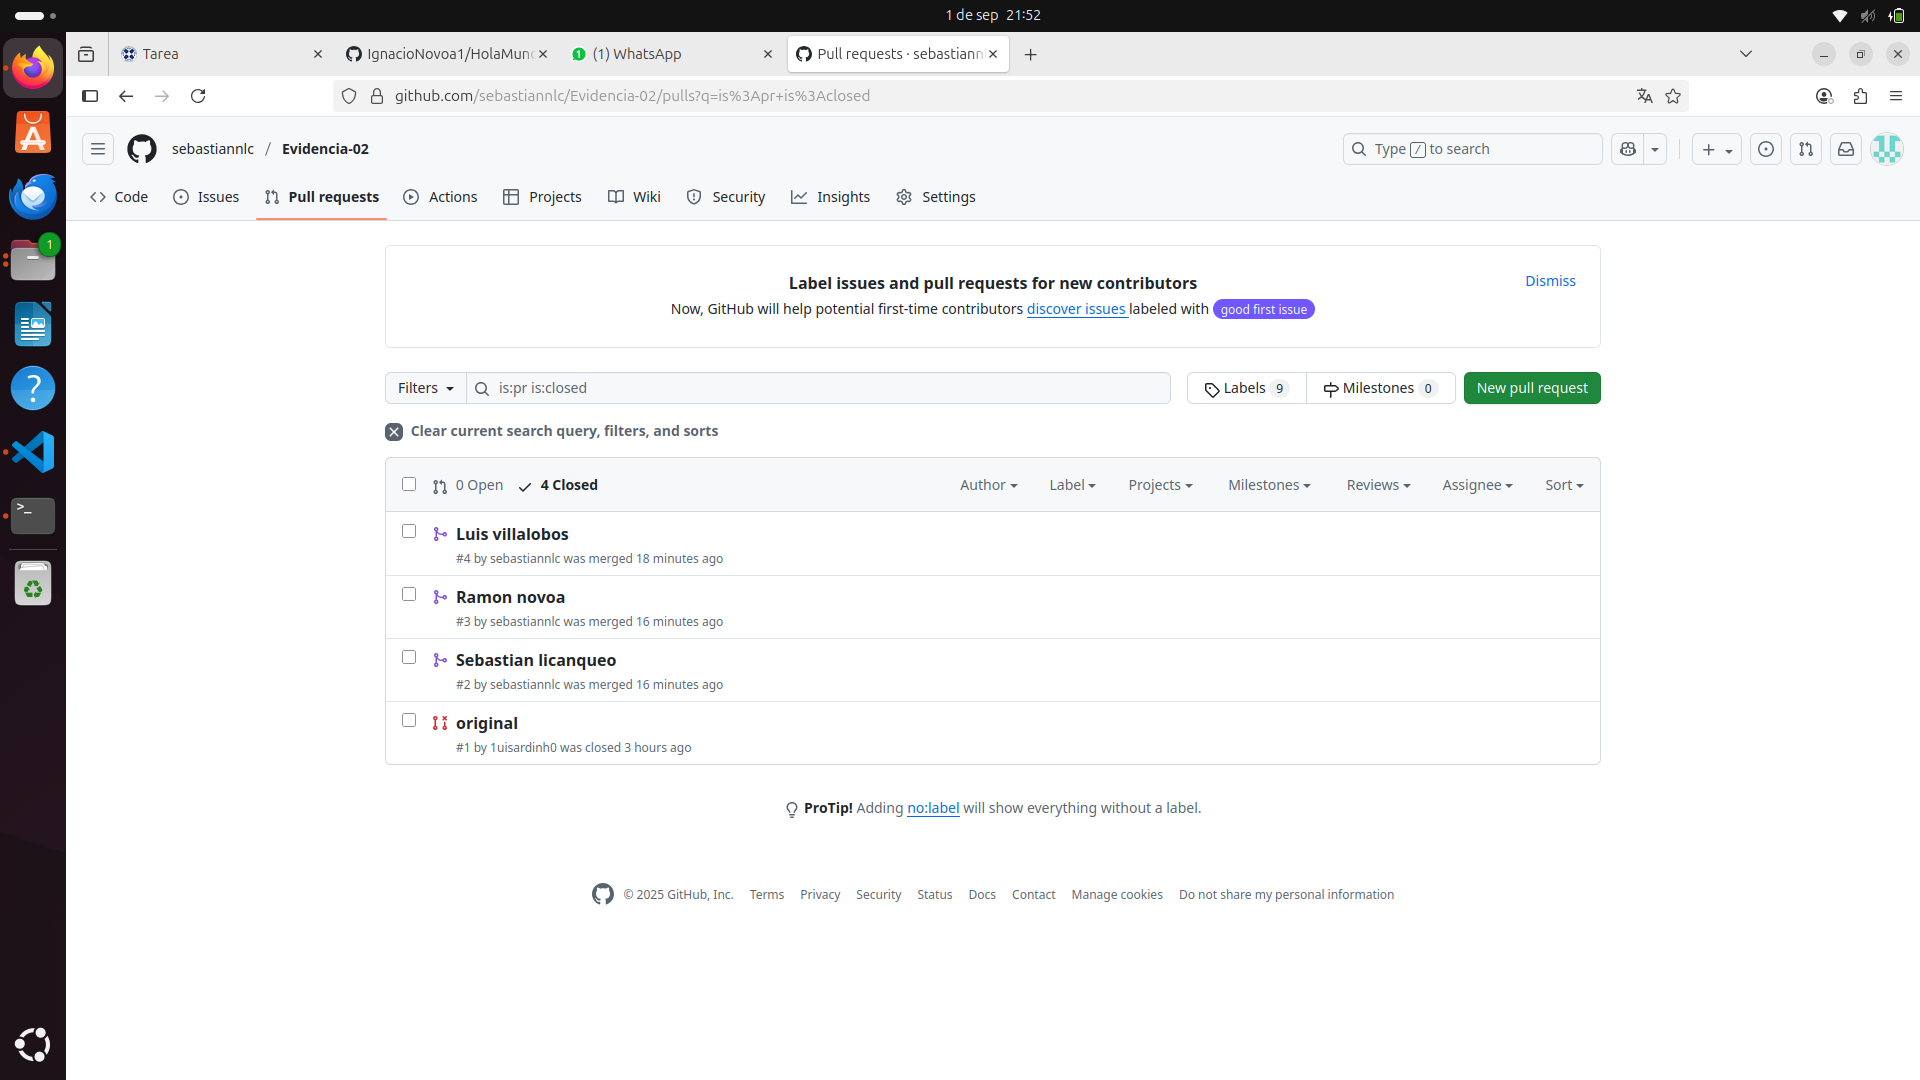 1 de sep 21:52
Tarea
IgnacioNovoa1/HolaMun
(1) WhatsApp
Pull requests · sebastiann
github.com/sebastiannlc/Evidencia-02/pulls?q=is%3Apr+is%3Aclosed
sebastiannlc / Evidencia-02
Type / to search
Code
Issues
Pull requests
Actions
Projects
Wiki
Security
Insights
Settings
1
Label issues and pull requests for new contributors
Dismiss
Now, GitHub will help potential first-time contributors discover issues labeled with good first issue
Filters
is:pr is:closed
Labels 9
Milestones 0
New pull request
Clear current search query, filters, and sorts
0 Open
4 Closed
Author
Label
Projects
Milestones
Reviews
Assignee
Sort
Luis villalobos
#4 by sebastiannlc was merged 18 minutes ago
Ramon novoa
#3 by sebastiannlc was merged 16 minutes ago
Sebastian licanqueo
#2 by sebastiannlc was merged 16 minutes ago
original
#1 by 1uisardinh0 was closed 3 hours ago
ProTip! Adding no:label will show everything without a label.
© 2025 GitHub, Inc.
Terms
Privacy
Security
Status
Docs
Contact
Manage cookies
Do not share my personal information